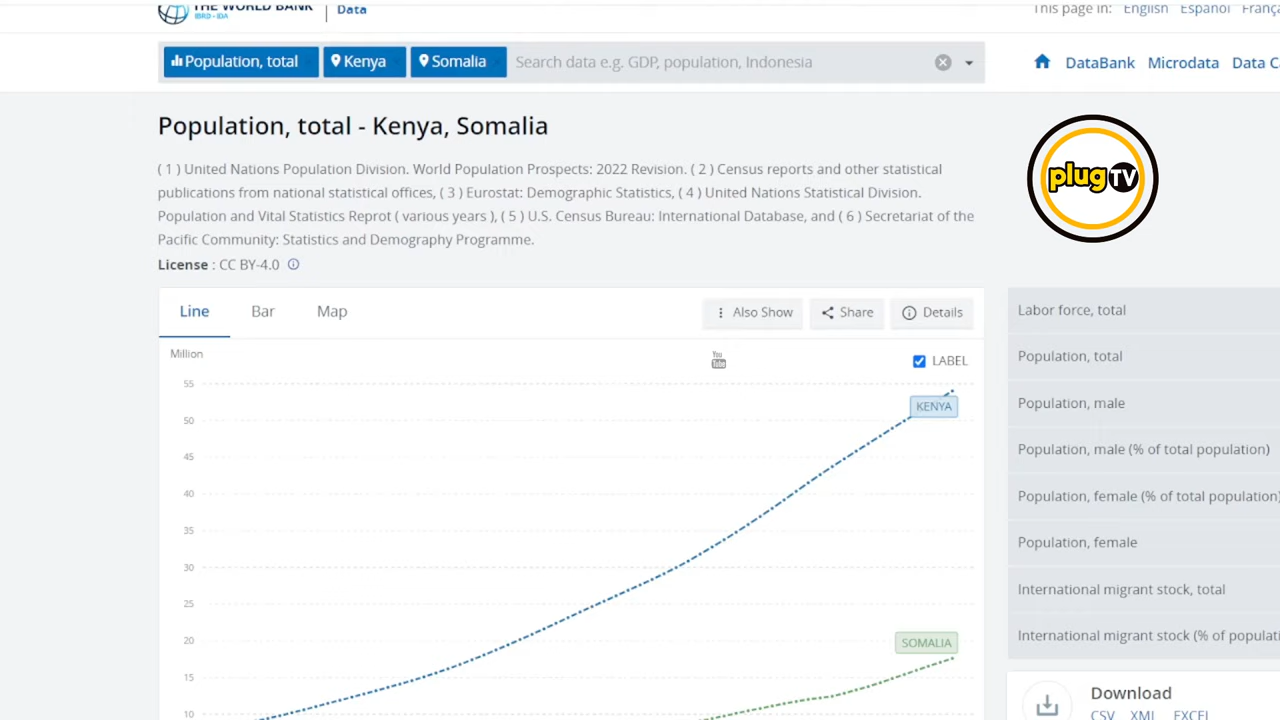 THE WORLD BANK
IBRD - IDA
Data
This page in: English Español
Population, total
Kenya
Somalia
Search data e.g. GDP, population, Indonesia
DataBank Microdata Data
Population, total - Kenya, Somalia
( 1 ) United Nations Population Division. World Population Prospects: 2022 Revision. ( 2 ) Census reports and other statistical
publications from national statistical offices, ( 3 ) Eurostat: Demographic Statistics, ( 4 ) United Nations Statistical Division.
Population and Vital Statistics Reprot ( various years ), ( 5 ) U.S. Census Bureau: International Database, and ( 6 ) Secretariat of the
Pacific Community: Statistics and Demography Programme.
License : CC BY-4.0
plug TV
Line Bar Map
Also Show
Share
Details
Million
You Tube
LABEL
55
50
45
40
35
30
25
20
15
10
KENYA
SOMALIA
Labor force, total
Population, total
Population, male
Population, male (% of total population)
Population, female (% of total population)
Population, female
International migrant stock, total
International migrant stock (% of
Download
CSV XML EXCEL